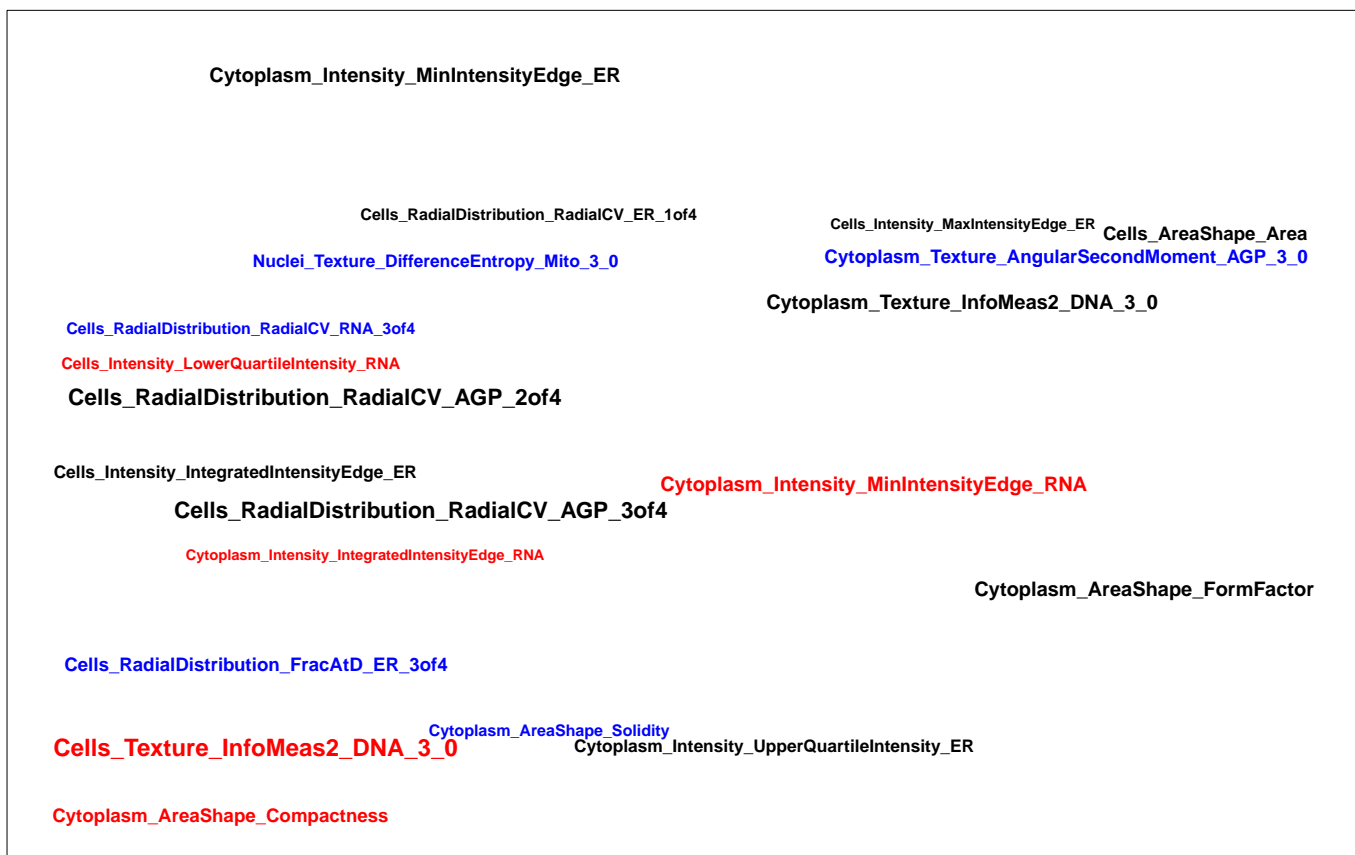 Cytoplasm_Intensity_MinIntensityEdge_ER
Cells_RadialDistribution_RadialCV_ER_1of4
Cells_Intensity_MaxIntensityEdge_ER
Cells_AreaShape_Area
Nuclei_Texture_DifferenceEntropy_Mito_3_0
Cytoplasm_Texture_AngularSecondMoment_AGP_3_0
Cytoplasm_Texture_InfoMeas2_DNA_3_0
Cells_RadialDistribution_RadialCV_RNA_3of4
Cells_Intensity_LowerQuartileIntensity_RNA
Cells_RadialDistribution_RadialCV_AGP_2of4
Cells_Intensity_IntegratedIntensityEdge_ER
Cytoplasm_Intensity_MinIntensityEdge_RNA
Cells_RadialDistribution_RadialCV_AGP_3of4
Cytoplasm_Intensity_IntegratedIntensityEdge_RNA
Cytoplasm_AreaShape_FormFactor
Cells_RadialDistribution_FracAtD_ER_3of4
Cytoplasm_AreaShape_Solidity
Cells_Texture_InfoMeas2_DNA_3_0
Cytoplasm_Intensity_UpperQuartileIntensity_ER
Cytoplasm_AreaShape_Compactness